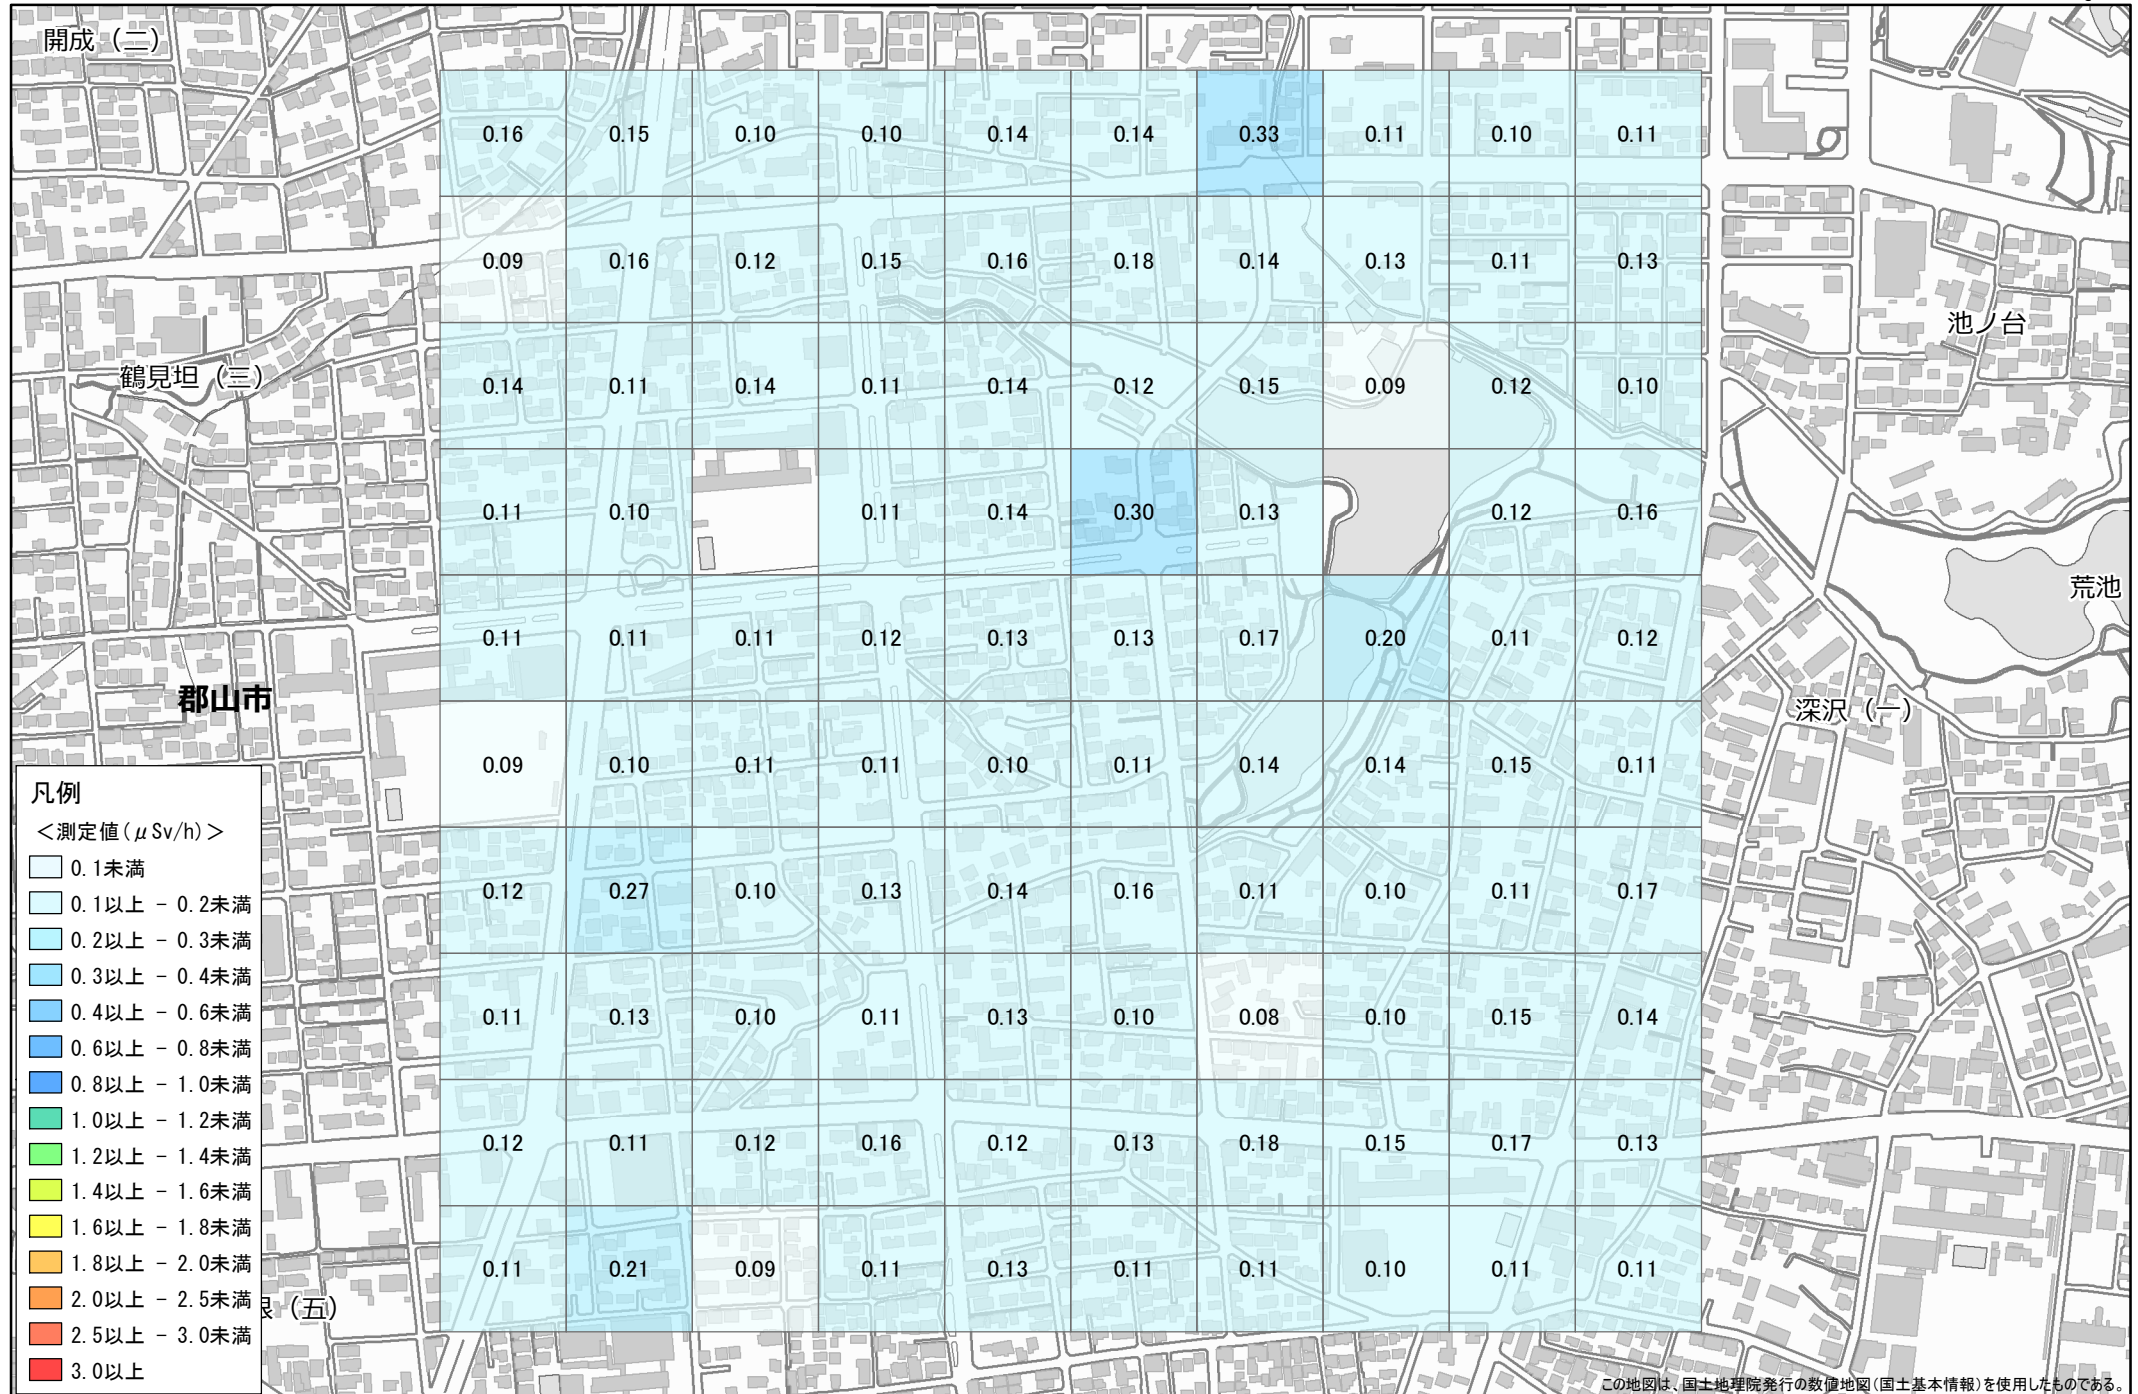 開成（二）
0.16 0.15 0.10 0.10 0.14 0.14 0.33 0.11 0.10 0.11
0.09 0.16 0.12 0.15 0.16 0.18 0.14 0.13 0.11 0.13
池ノ台
鶴見坦（三）
0.14 0.11 0.14 0.11 0.14 0.12 0.15 0.09 0.12 0.10
0.11 0.10 0.11 0.14 0.30 0.13 0.12 0.16
荒池
0.11 0.11 0.11 0.12 0.13 0.13 0.17 0.20 0.11 0.12
郡山市
深沢（一）
0.09 0.10 0.11 0.11 0.10 0.11 0.14 0.14 0.15 0.11
0.12 0.27 0.10 0.13 0.14 0.16 0.11 0.10 0.11 0.17
0.11 0.13 0.10 0.11 0.13 0.10 0.08 0.10 0.15 0.14
0.12 0.11 0.12 0.16 0.12 0.13 0.18 0.15 0.17 0.13
0.11 0.21 0.09 0.11 0.13 0.11 0.11 0.10 0.11 0.11
（五）
凡例
＜測定値(μSv/h)＞
0.1未満
0.1以上 - 0.2未満
0.2以上 - 0.3未満
0.3以上 - 0.4未満
0.4以上 - 0.6未満
0.6以上 - 0.8未満
0.8以上 - 1.0未満
1.0以上 - 1.2未満
1.2以上 - 1.4未満
1.4以上 - 1.6未満
1.6以上 - 1.8未満
1.8以上 - 2.0未満
2.0以上 - 2.5未満
2.5以上 - 3.0未満
3.0以上
この地図は、国土地理院発行の数値地図(国土基本情報)を使用したものである。